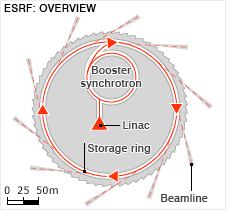 ESRF: OVERVIEW
Booster
synchrotron
Linac
Storage ring
Beamline
0 25 50m